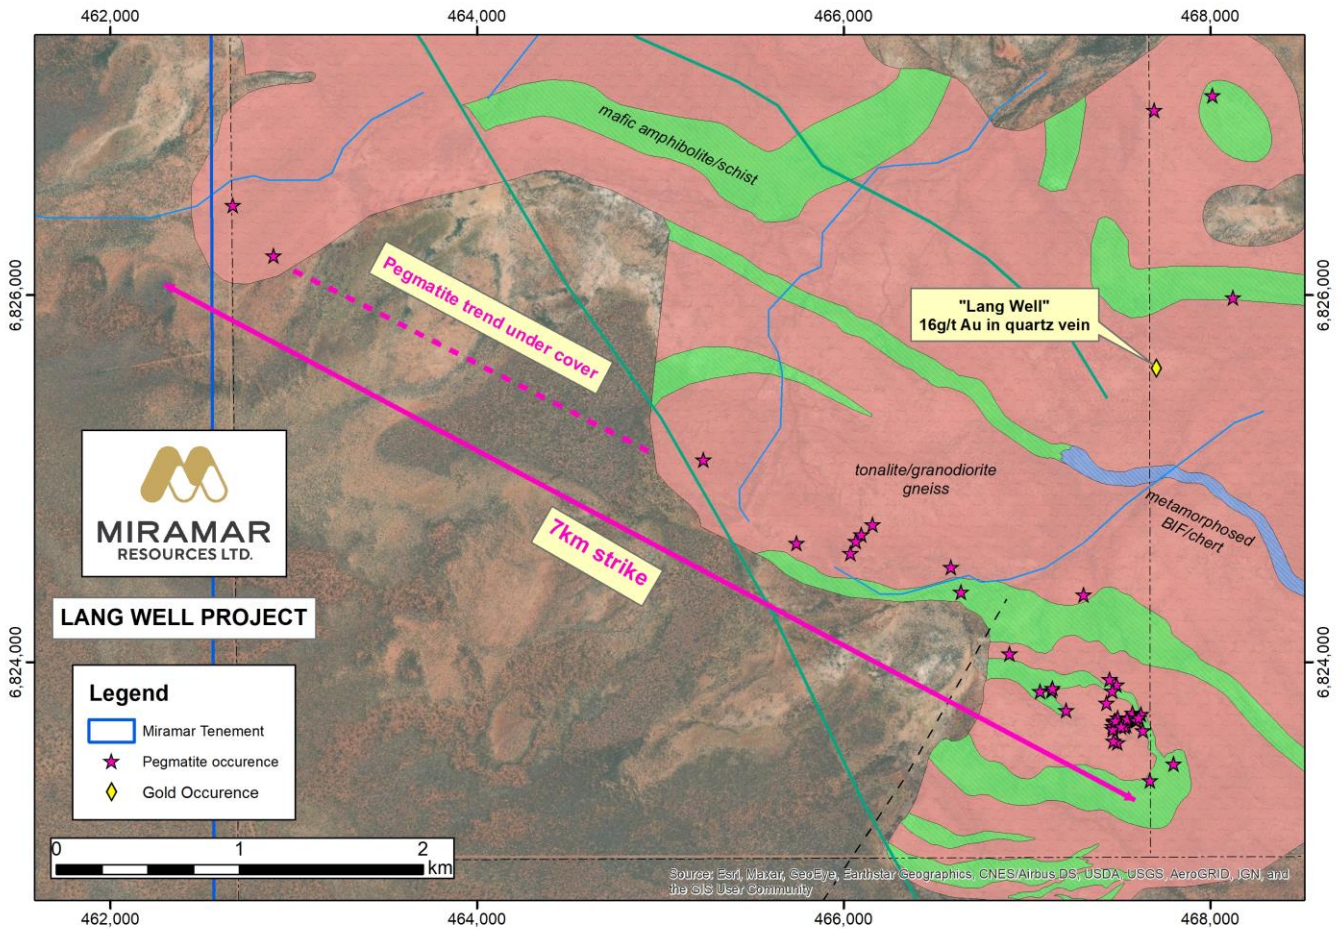 462,000
464,000
466,000
468,000
mafic amphibolite/schist
6,826,000
6,826,000
Pegmatite trend under cover
"Lang Well"
16g/t Au in quartz vein
tonalite/granodiorite
gneiss
metamorphosed
BIF/chert
7km strike
MIRAMAR
RESOURCES LTD.
LANG WELL PROJECT
6,824,000
6,824,000
Legend
Miramar Tenement
Pegmatite occurence
Gold Occurence
0
1
2
km
Source: Esri, Maxar, GeoEye, Earthstar Geographics, CNES/Airbus DS, USDA, USGS, AeroGRID, IGN, and
the GIS User Community
462,000
464,000
466,000
468,000